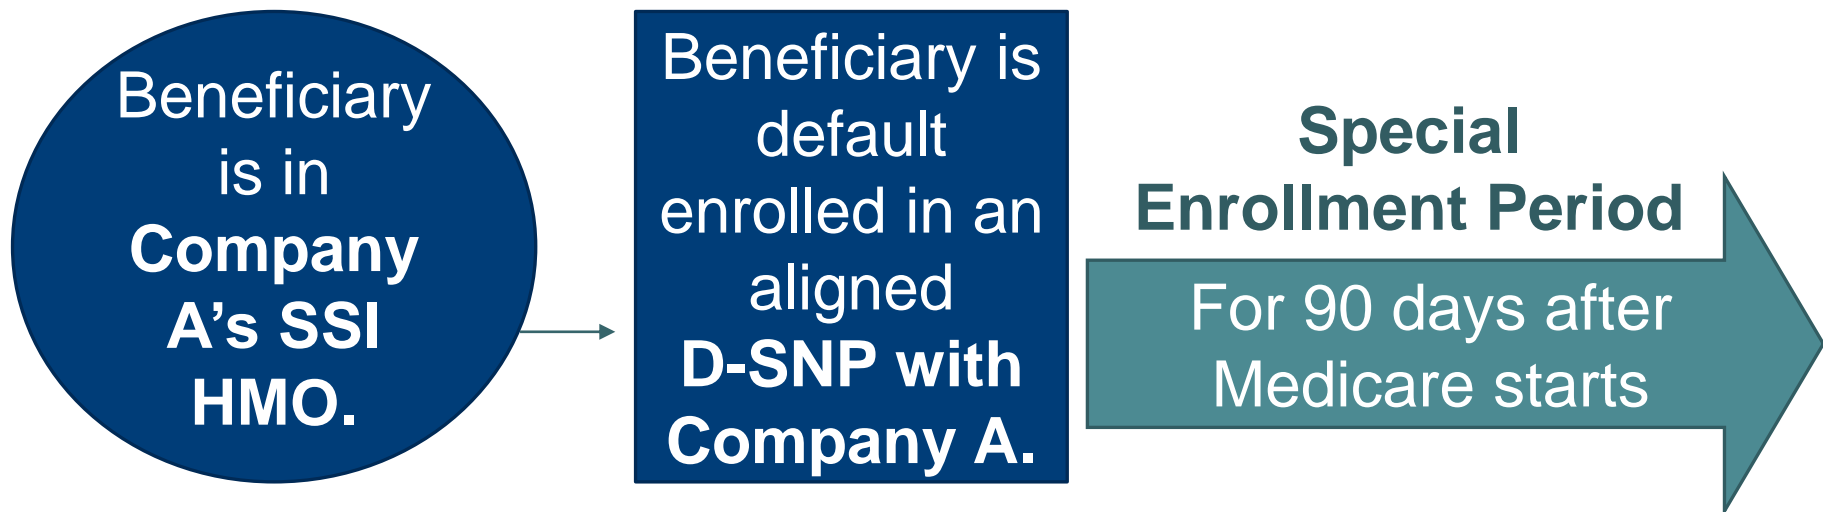 Beneficiary
is in
Company
A’s SSI
HMO.
Beneficiary is
default
enrolled in an
aligned
D-SNP with
Company A.
Special
Enrollment Period
For 90 days after
Medicare starts